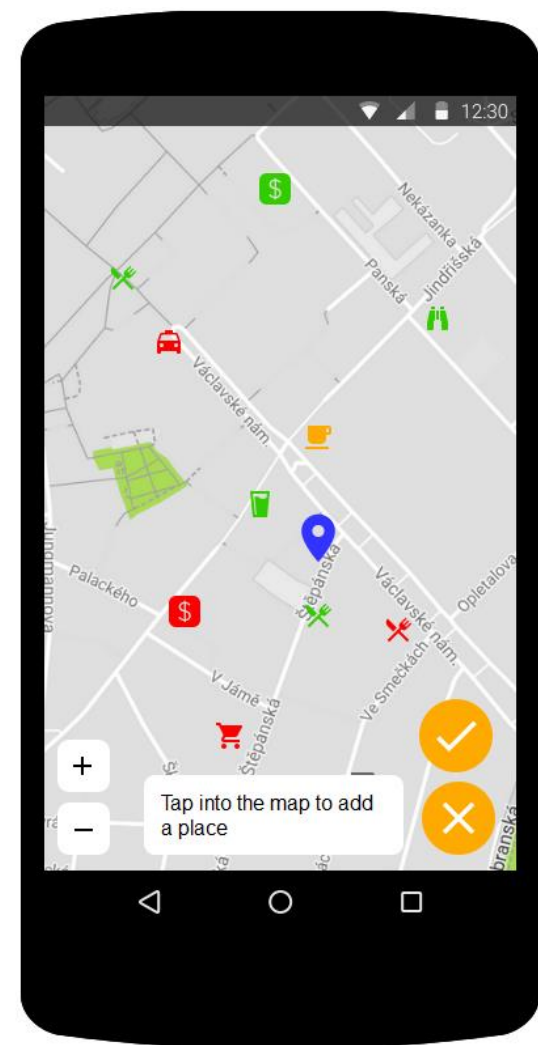 12:30
$
Nekázanka
Jindřišská
Panská
Václavské nám.
Jungmannova
Palackého
Štěpánská
Václavské nám.
Opletalova
$
V Jámě
Ve Smečkách
Štěpánská
+
Tap into the map to add
a place
−